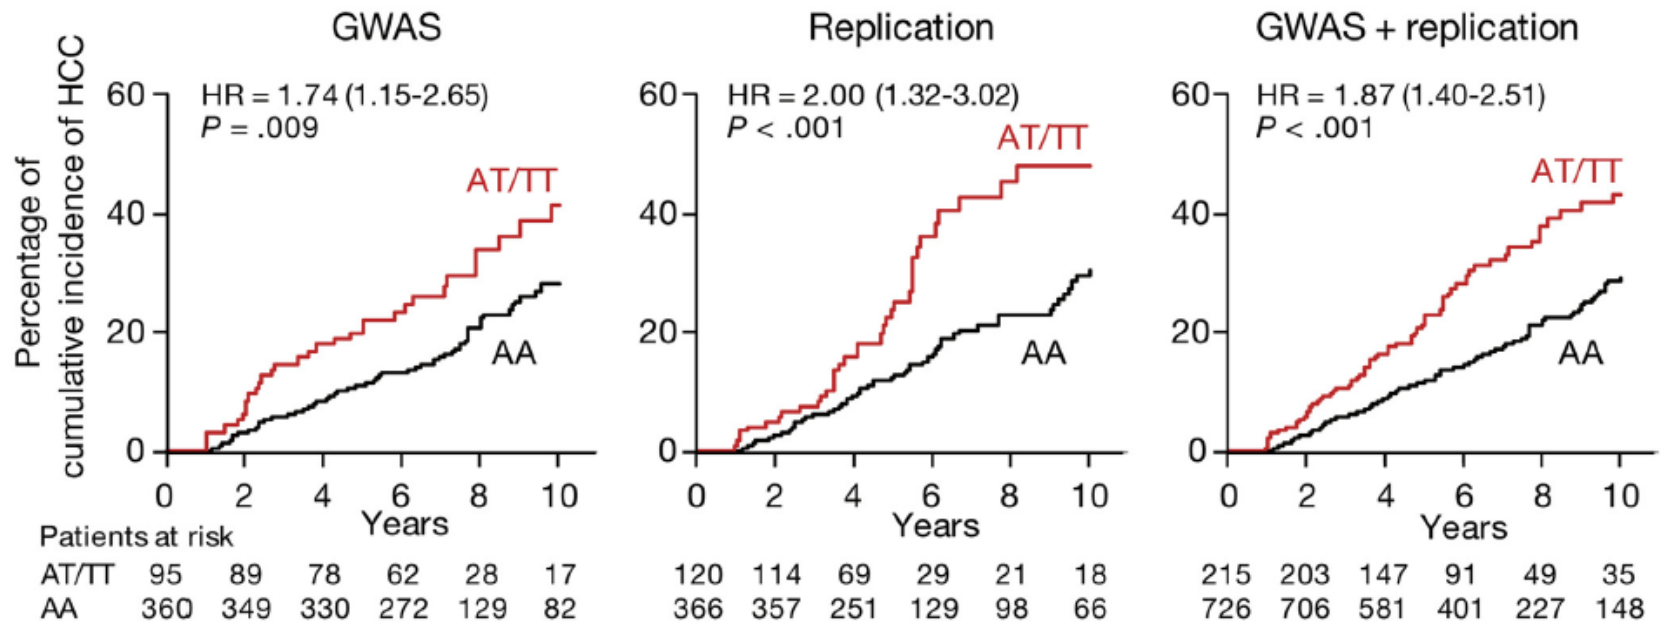 GWAS
Replication
GWAS + replication
Percentage of
cumulative incidence of HCC
60
40
20
0
HR = 1.74 (1.15-2.65)
P = .009
AT/TT
AA
0 2 4 6 8 10
Years
60
40
20
0
HR = 2.00 (1.32-3.02)
P < .001
AT/TT
AA
0 2 4 6 8 10
Years
60
40
20
0
HR = 1.87 (1.40-2.51)
P < .001
AT/TT
AA
0 2 4 6 8 10
Years
Patients at risk
AT/TT 95 89 78 62 28 17 120 114 69 29 21 18 215 203 147 91 49 35
AA 360 349 330 272 129 82 366 357 251 129 98 66 726 706 581 401 227 148